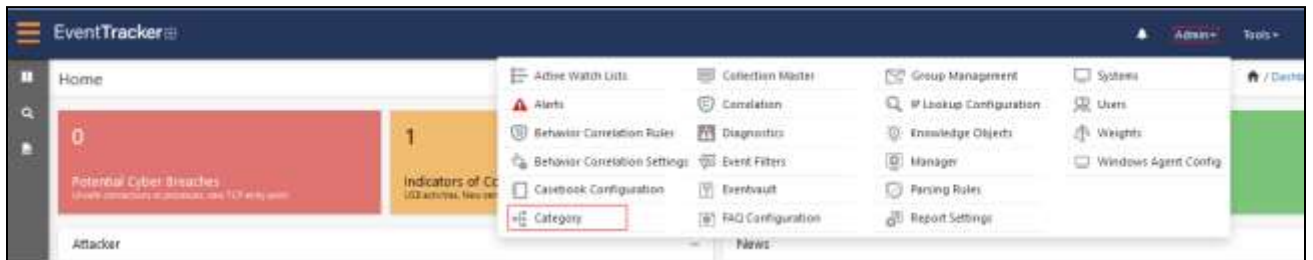 EventTracker
Admin
Tools
Home
/ Dashb
Active Watch Lists
Collection Master
Group Management
Systems
Alerts
Correlation
IP Lookup Configuration
Users
Behavior Correlation Rules
Diagnostics
Knowledge Objects
Weights
Behavior Correlation Settings
Event Filters
Manager
Windows Agent Config
Casebook Configuration
Eventvault
Parsing Rules
Category
FAQ Configuration
Report Settings
0
Potential Cyber Breaches
1
Indicators of Co
Attacker
News